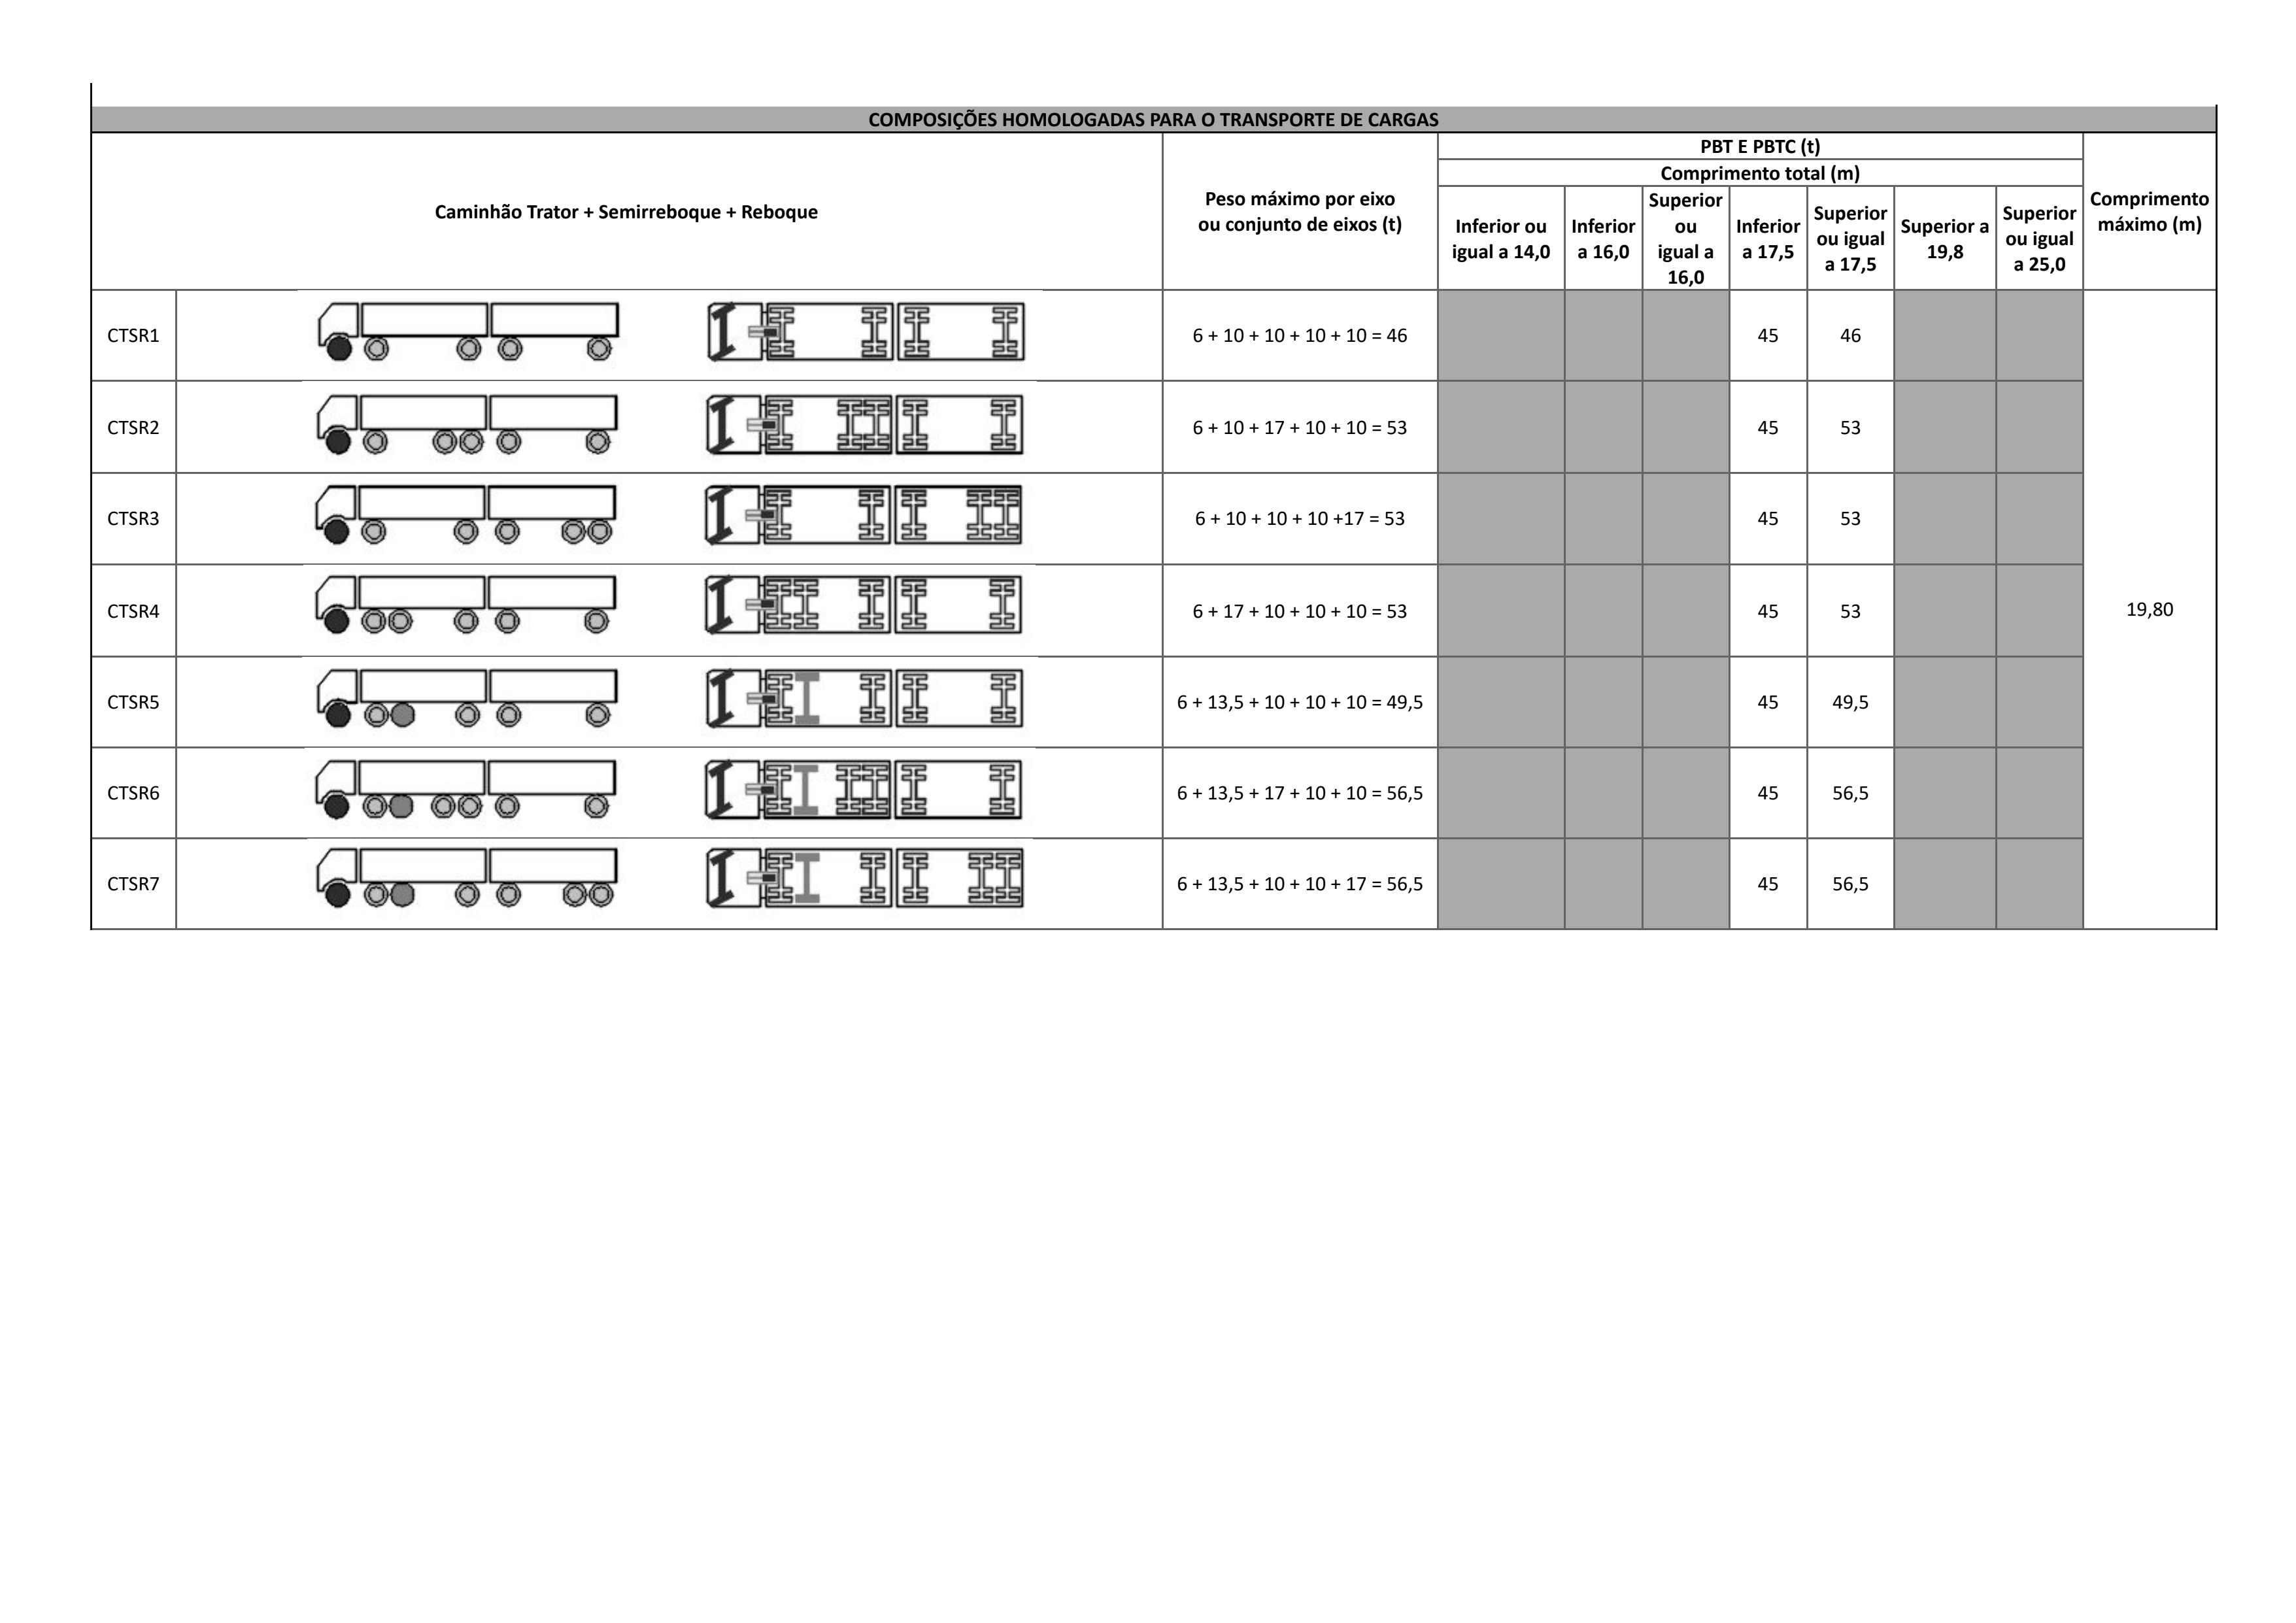 COMPOSIÇÕES HOMOLOGADAS PARA O TRANSPORTE DE CARGAS
Caminhão Trator + Semirreboque + Reboque
Peso máximo por eixo
ou conjunto de eixos (t)
PBT E PBTC (t)
Comprimento total (m)
Inferior ou
igual a 14,0
Inferior
a 16,0
Superior
ou
igual a
16,0
Inferior
a 17,5
Superior
ou igual
a 17,5
Superior a
19,8
Superior
ou igual
a 25,0
Comprimento
máximo (m)
CTSR1
6 + 10 + 10 + 10 + 10 = 46
45
46
CTSR2
6 + 10 + 17 + 10 + 10 = 53
45
53
CTSR3
6 + 10 + 10 + 10 +17 = 53
45
53
CTSR4
6 + 17 + 10 + 10 + 10 = 53
45
53
19,80
CTSR5
6 + 13,5 + 10 + 10 + 10 = 49,5
45
49,5
CTSR6
6 + 13,5 + 17 + 10 + 10 = 56,5
45
56,5
CTSR7
6 + 13,5 + 10 + 10 + 17 = 56,5
45
56,5